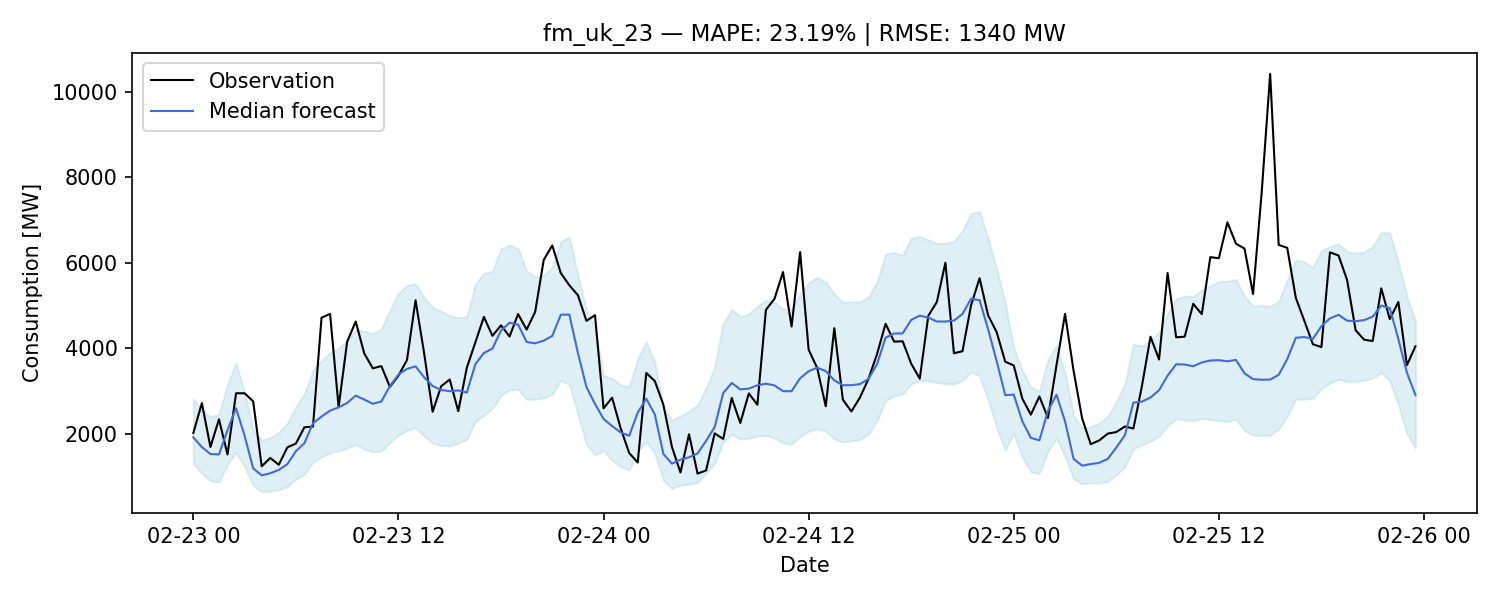 fm_uk_23 — MAPE: 23.19% | RMSE: 1340 MW
Observation
Median forecast
Consumption [MW]
10000
8000
6000
4000
2000
02-23 00
02-23 12
02-24 00
02-24 12
02-25 00
02-25 12
02-26 00
Date